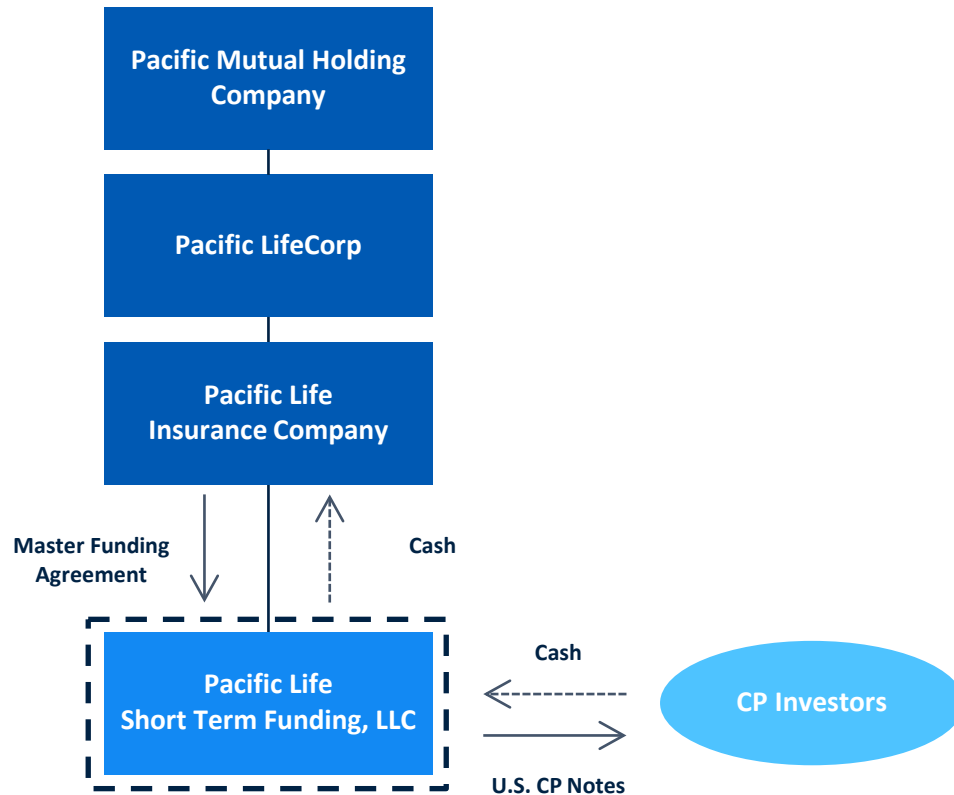 Pacific Mutual Holding
Company
Pacific LifeCorp
Pacific Life
Insurance Company
Master Funding
Agreement
Cash
Pacific Life
Short Term Funding, LLC
Cash
U.S. CP Notes
CP Investors